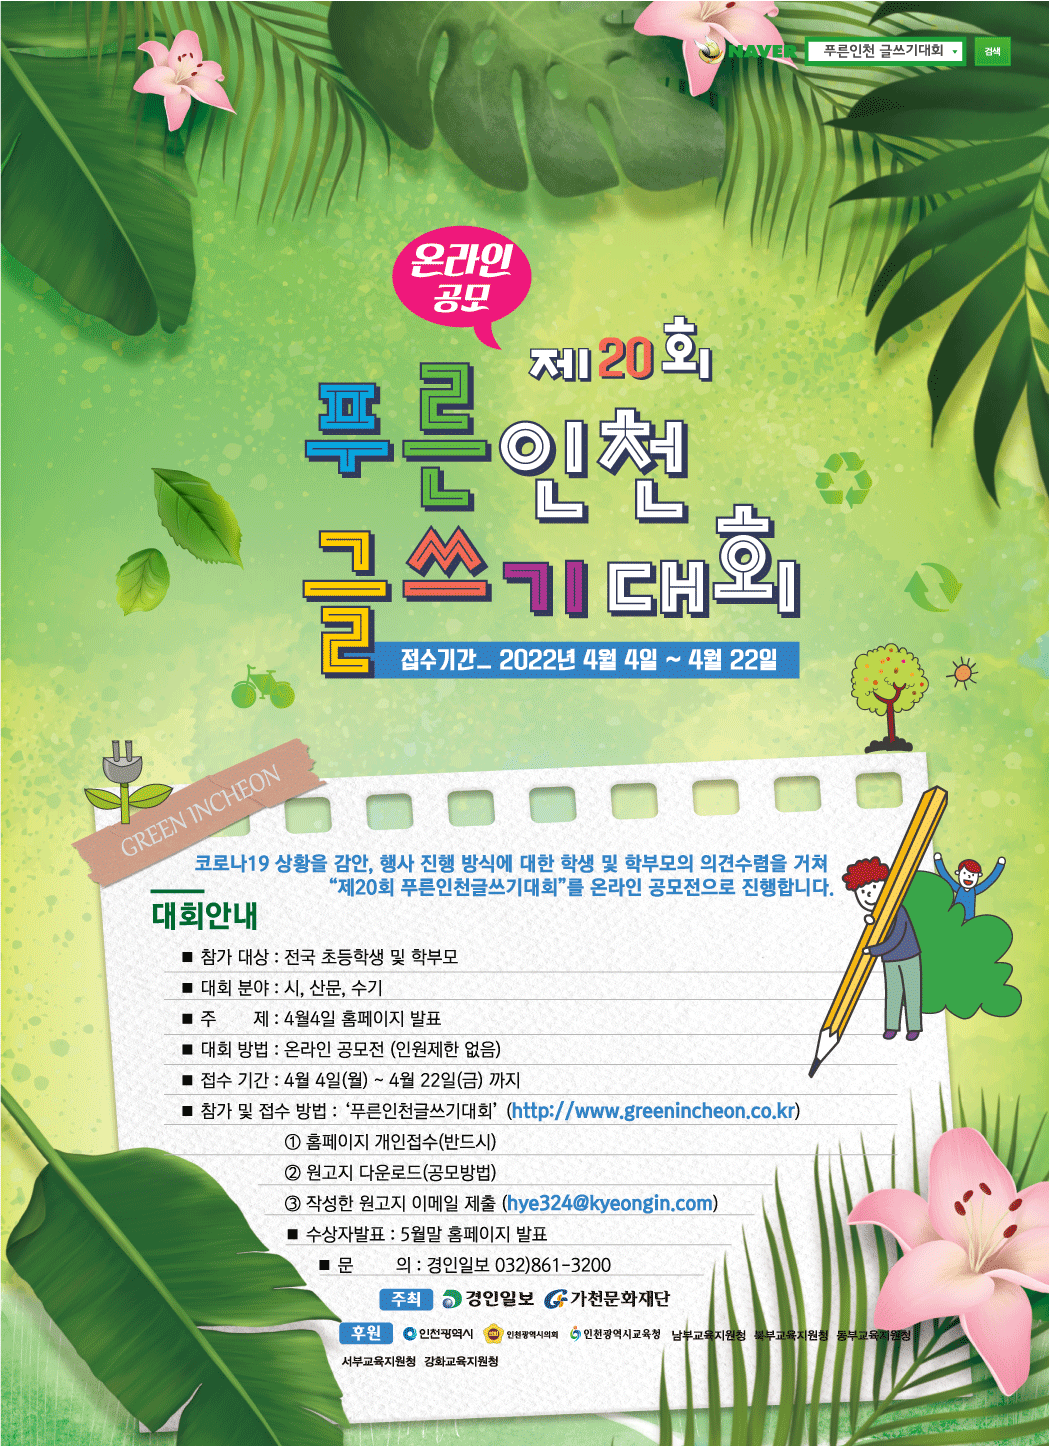 NAVER 푸른인천 글쓰기대회 검색
온라인
공모
제20회
푸른인천
글쓰기대회
접수기간_ 2022년 4월 4일 ~ 4월 22일
GREEN INCHEON
코로나19 상황을 감안, 행사 진행 방식에 대한 학생 및 학부모의 의견수렴을 거쳐
“제20회 푸른인천글쓰기대회”를 온라인 공모전으로 진행합니다.
대회안내
■ 참가 대상 : 전국 초등학생 및 학부모
■ 대회 분야 : 시, 산문, 수기
■ 주 제 : 4월4일 홈페이지 발표
■ 대회 방법 : 온라인 공모전 (인원제한 없음)
■ 접수 기간 : 4월 4일(월) ~ 4월 22일(금) 까지
■ 참가 및 접수 방법 : ‘푸른인천글쓰기대회’ (http://www.greenincheon.co.kr)
① 홈페이지 개인접수(반드시)
② 원고지 다운로드(공모방법)
③ 작성한 원고지 이메일 제출 (hye324@kyeongin.com)
■ 수상자발표 : 5월말 홈페이지 발표
■ 문 의 : 경인일보 032)861-3200
주최 경인일보 가천문화재단
후원 인천광역시 인천광역시의회 인천광역시교육청 남부교육지원청 북부교육지원청 동부교육지원청
서부교육지원청 강화교육지원청